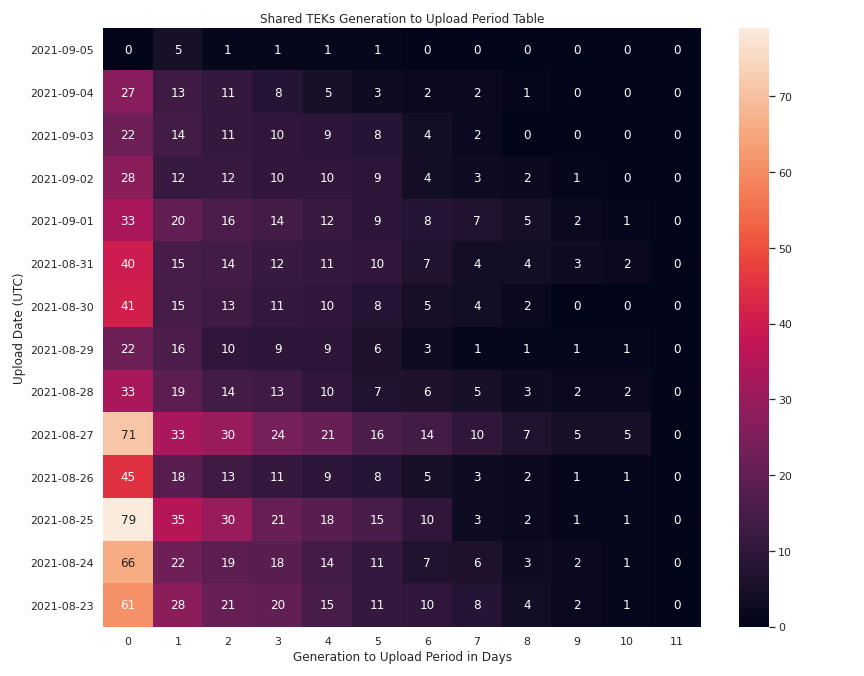 Shared TEKs Generation to Upload Period Table
Upload Date (UTC)
2021-09-05 0 5 1 1 1 1 0 0 0 0 0 0
2021-09-04 27 13 11 8 5 3 2 2 1 0 0 0
2021-09-03 22 14 11 10 9 8 4 2 0 0 0 0
2021-09-02 28 12 12 10 10 9 4 3 2 1 0 0
2021-09-01 33 20 16 14 12 9 8 7 5 2 1 0
2021-08-31 40 15 14 12 11 10 7 4 4 3 2 0
2021-08-30 41 15 13 11 10 8 5 4 2 0 0 0
2021-08-29 22 16 10 9 9 6 3 1 1 1 1 0
2021-08-28 33 19 14 13 10 7 6 5 3 2 2 0
2021-08-27 71 33 30 24 21 16 14 10 7 5 5 0
2021-08-26 45 18 13 11 9 8 5 3 2 1 1 0
2021-08-25 79 35 30 21 18 15 10 3 2 1 1 0
2021-08-24 66 22 19 18 14 11 7 6 3 2 1 0
2021-08-23 61 28 21 20 15 11 10 8 4 2 1 0
0 1 2 3 4 5 6 7 8 9 10 11
Generation to Upload Period in Days
70
60
50
40
30
20
10
0